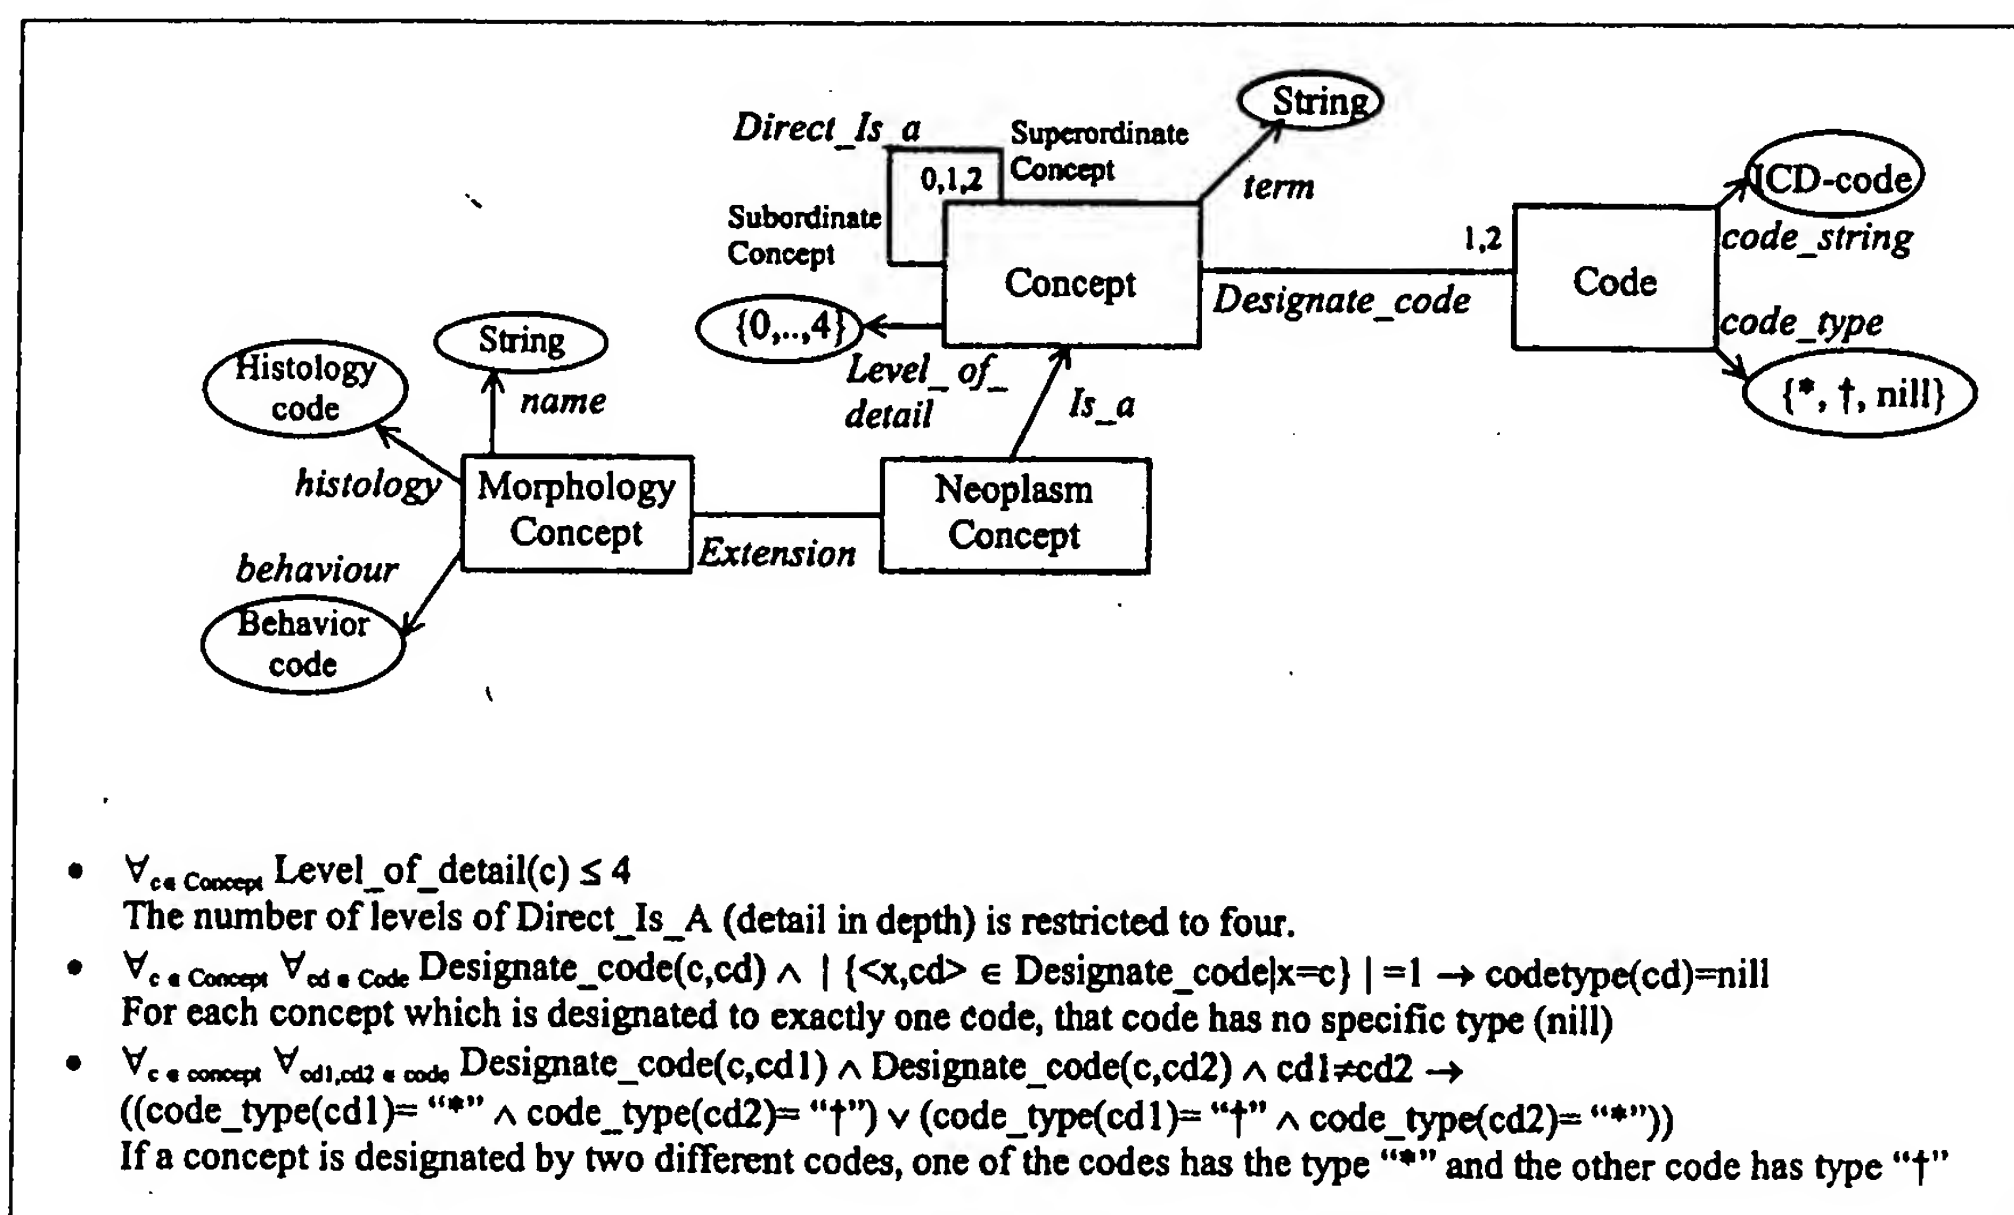 String
Direct_Is_a
Superordinate
Concept
0,1,2
term
ICD-code
Subordinate
Concept
code_string
1,2
Concept
Code
Designate_code
{0,..,4}
code_type
String
Level_of_
detail
Is_a
{*, †, nill}
Histology
code
name
histology
Morphology
Concept
Neoplasm
Concept
Extension
behaviour
Behavior
code
• ∀c∈ Concept Level_of_detail(c) ≤ 4
The number of levels of Direct_Is_A (detail in depth) is restricted to four.
• ∀c ∈ Concept ∀cd ∈ Code Designate_code(c,cd) ∧ | {<x,cd> ∈ Designate_code|x=c} | =1 → codetype(cd)=nill
For each concept which is designated to exactly one code, that code has no specific type (nill)
• ∀c ∈ concept ∀cd1,cd2 ∈ code Designate_code(c,cd1) ∧ Designate_code(c,cd2) ∧ cd1≠cd2 →
((code_type(cd1)= “*” ∧ code_type(cd2)= “†”) ∨ (code_type(cd1)= “†” ∧ code_type(cd2)= “*”))
If a concept is designated by two different codes, one of the codes has the type “*” and the other code has type “†”